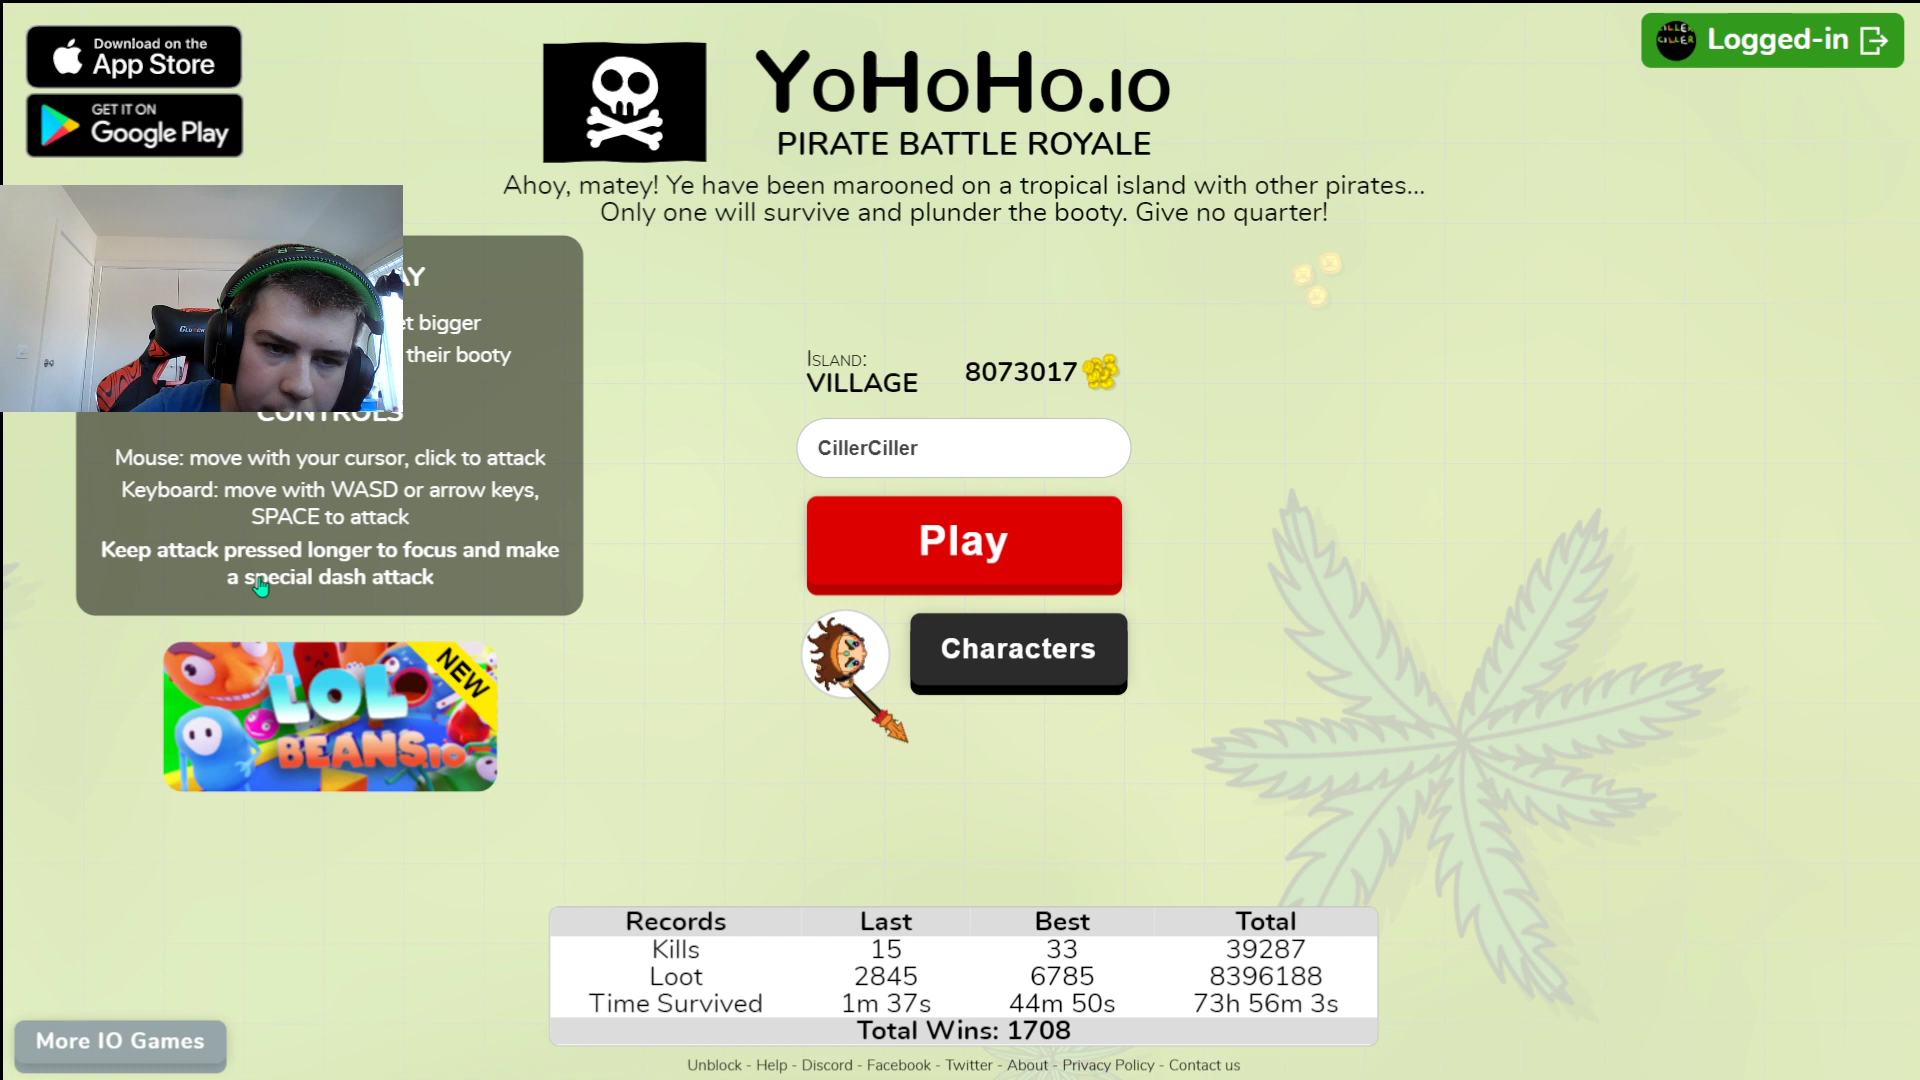 Download on the
App Store
GET IT ON
Google Play
YoHoHo.io
PIRATE BATTLE ROYALE
Ahoy, matey! Ye have been marooned on a tropical island with other pirates...
Only one will survive and plunder the booty. Give no quarter!
Logged-in
et bigger
their booty
CONTROLS
Mouse: move with your cursor, click to attack
Keyboard: move with WASD or arrow keys,
SPACE to attack
Keep attack pressed longer to focus and make
a special dash attack
LOL
BEANS.IO
NEW
Island:
VILLAGE
8073017
CillerCiller
Play
Characters
Records Last Best Total
Kills 15 33 39287
Loot 2845 6785 8396188
Time Survived 1m 37s 44m 50s 73h 56m 3s
Total Wins: 1708
More IO Games
Unblock - Help - Discord - Facebook - Twitter - About - Privacy Policy - Contact us